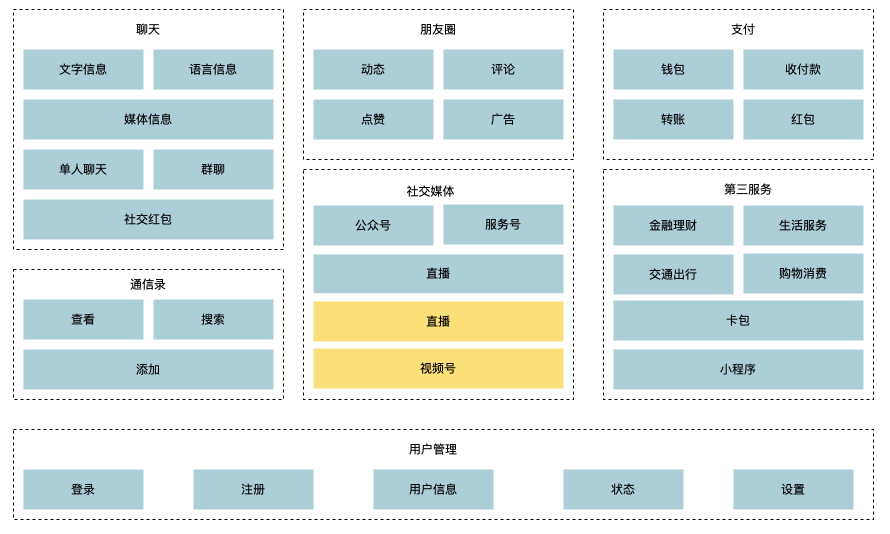 聊天
文字信息
语言信息
媒体信息
单人聊天
群聊
社交红包
朋友圈
动态
评论
点赞
广告
支付
钱包
收付款
转账
红包
通信录
查看
搜索
添加
社交媒体
公众号
服务号
直播
直播
视频号
第三服务
金融理财
生活服务
交通出行
购物消费
卡包
小程序
用户管理
登录
注册
用户信息
状态
设置